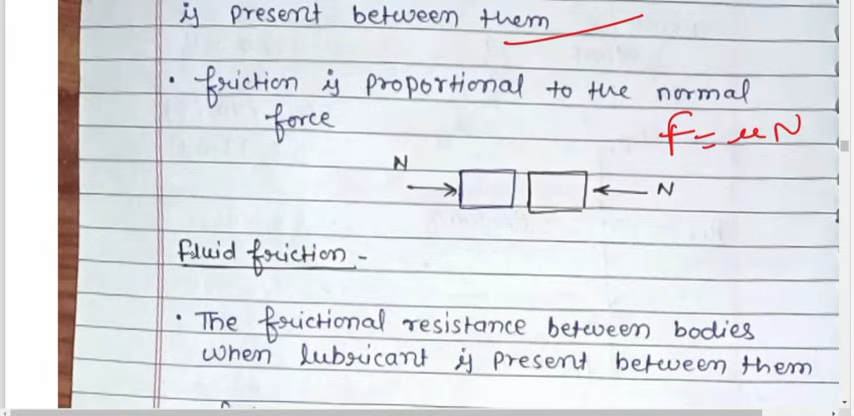 is present between them
• friction is proportional to the normal
force
f = μN
N
N
fluid friction -
• The frictional resistance between bodies
when lubricant is present between them